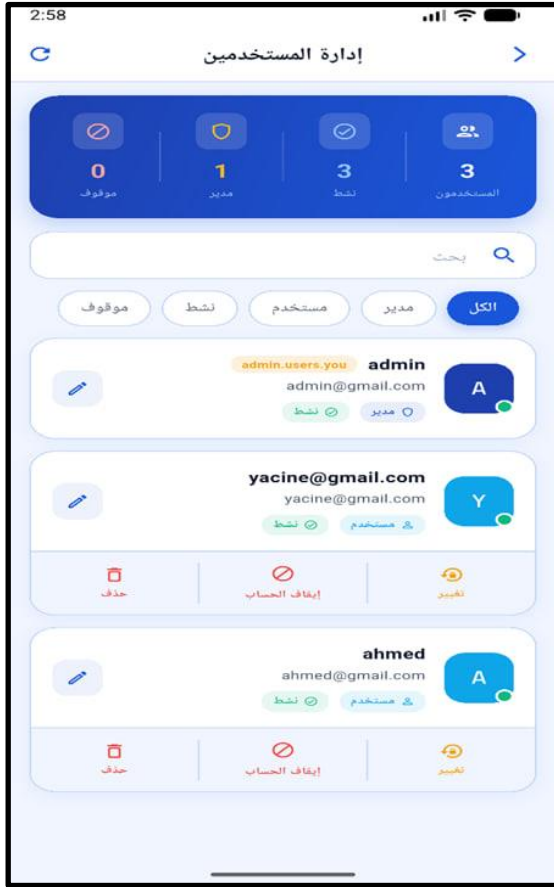 2:58
إدارة المستخدمين
3 3 1 0
المستخدمون نشط مدير موقوف
بحث
الكل مدير مستخدم نشط موقوف
admin admin.users.you
admin@gmail.com
مدير نشط
A
yacine@gmail.com
yacine@gmail.com
مستخدم نشط
Y
تغيير إيقاف الحساب حذف
ahmed
ahmed@gmail.com
مستخدم نشط
A
تغيير إيقاف الحساب حذف